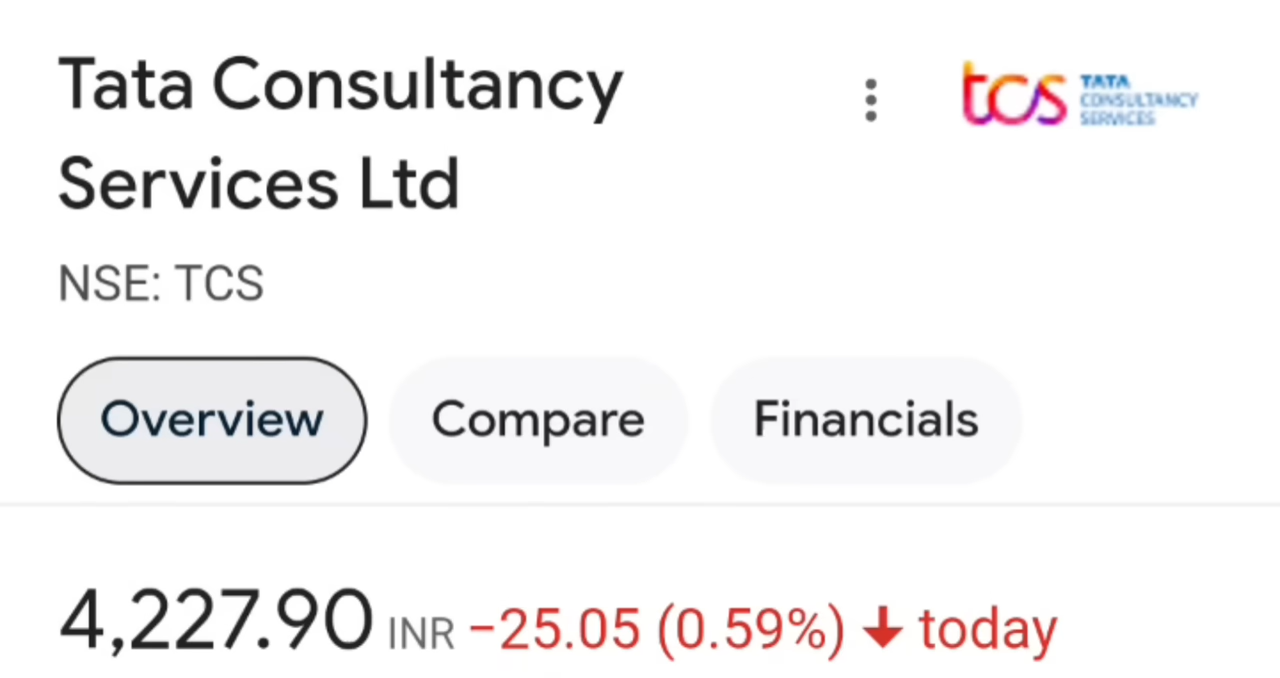 Tata Consultancy
Services Ltd
tcs TATA
CONSULTANCY
SERVICES
NSE: TCS
Overview Compare Financials
4,227.90 INR −25.05 (0.59%) ↓ today